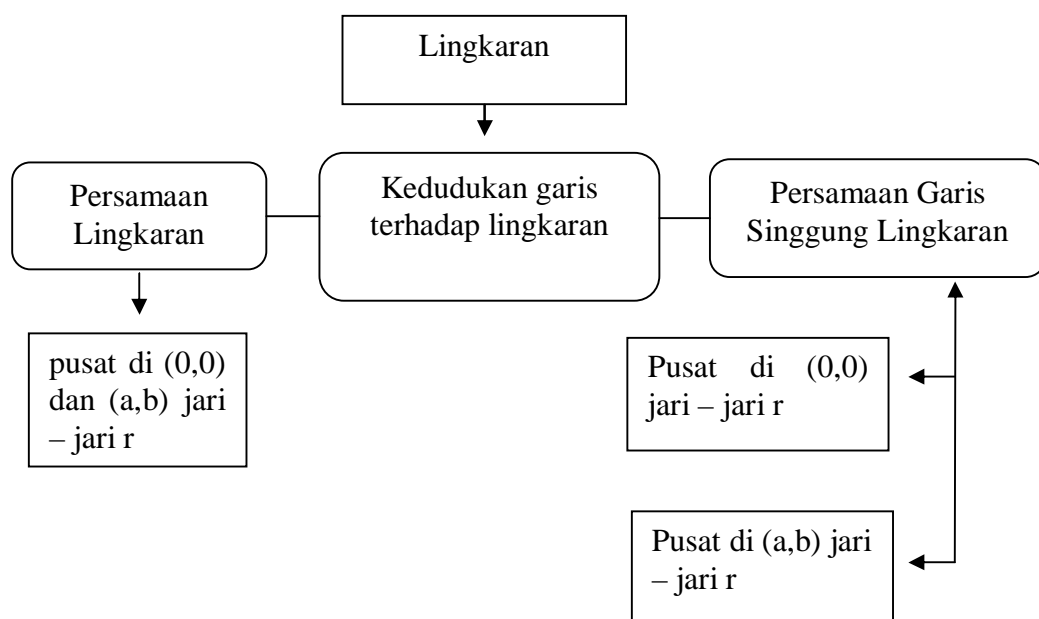 Lingkaran
Persamaan
Lingkaran
Kedudukan garis
terhadap lingkaran
Persamaan Garis
Singgung Lingkaran
pusat di (0,0)
dan (a,b) jari
– jari r
Pusat di (0,0)
jari – jari r
Pusat di (a,b) jari
– jari r